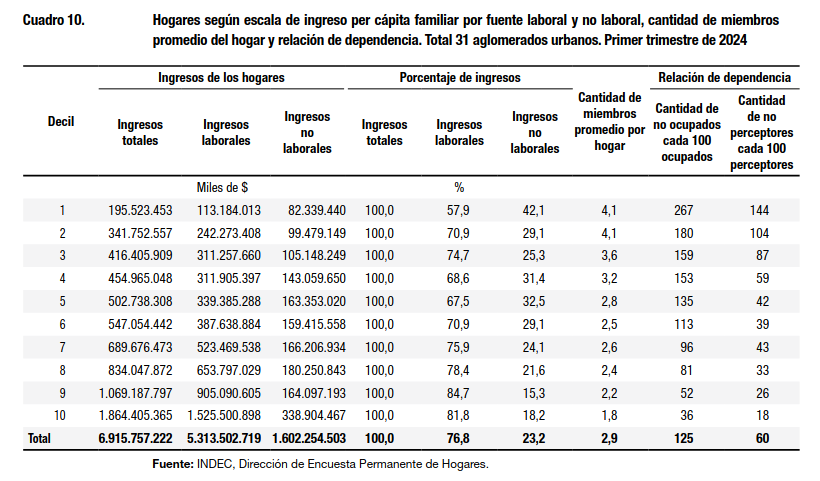 Cuadro 10. Hogares según escala de ingreso per cápita familiar por fuente laboral y no laboral, cantidad de miembros
promedio del hogar y relación de dependencia. Total 31 aglomerados urbanos. Primer trimestre de 2024
Decil
Ingresos de los hogares
Porcentaje de ingresos
Cantidad de
miembros
promedio por
hogar
Relación de dependencia
Ingresos
totales
Ingresos
laborales
Ingresos
no
laborales
Ingresos
totales
Ingresos
laborales
Ingresos
no
laborales
Cantidad de
no ocupados
cada 100
ocupados
Cantidad
de no
perceptores
cada 100
perceptores
Miles de $ %
1 195.523.453 113.184.013 82.339.440 100,0 57,9 42,1 4,1 267 144
2 341.752.557 242.273.408 99.479.149 100,0 70,9 29,1 4,1 180 104
3 416.405.909 311.257.660 105.148.249 100,0 74,7 25,3 3,6 159 87
4 454.965.048 311.905.397 143.059.650 100,0 68,6 31,4 3,2 153 59
5 502.738.308 339.385.288 163.353.020 100,0 67,5 32,5 2,8 135 42
6 547.054.442 387.638.884 159.415.558 100,0 70,9 29,1 2,5 113 39
7 689.676.473 523.469.538 166.206.934 100,0 75,9 24,1 2,6 96 43
8 834.047.872 653.797.029 180.250.843 100,0 78,4 21,6 2,4 81 33
9 1.069.187.797 905.090.605 164.097.193 100,0 84,7 15,3 2,2 52 26
10 1.864.405.365 1.525.500.898 338.904.467 100,0 81,8 18,2 1,8 36 18
Total 6.915.757.222 5.313.502.719 1.602.254.503 100,0 76,8 23,2 2,9 125 60
Fuente: INDEC, Dirección de Encuesta Permanente de Hogares.